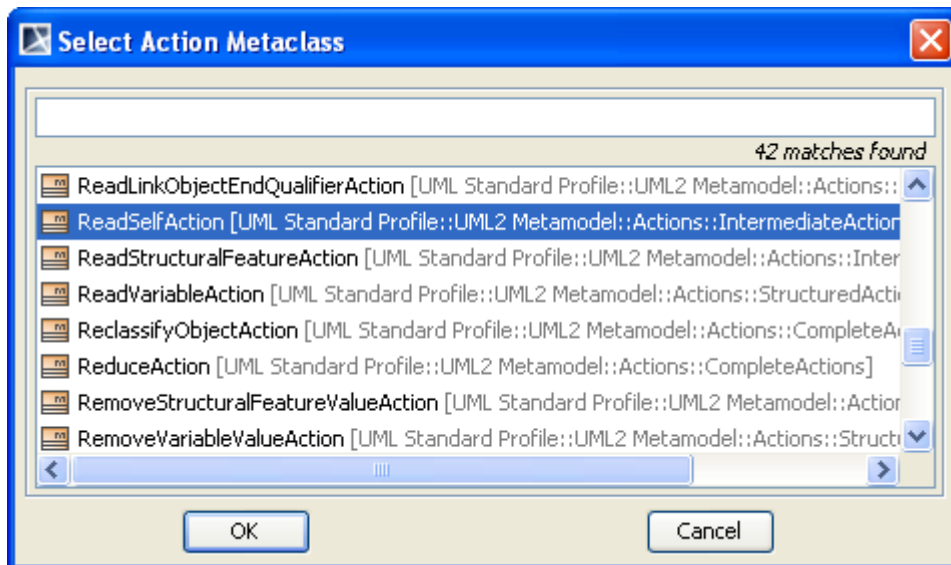 Select Action Metaclass
42 matches found
ReadLinkObjectEndQualifierAction [UML Standard Profile::UML2 Metamodel::Actions::
ReadSelfAction [UML Standard Profile::UML2 Metamodel::Actions::IntermediateAction
ReadStructuralFeatureAction [UML Standard Profile::UML2 Metamodel::Actions::Inter
ReadVariableAction [UML Standard Profile::UML2 Metamodel::Actions::StructuredActi
ReclassifyObjectAction [UML Standard Profile::UML2 Metamodel::Actions::CompleteA
ReduceAction [UML Standard Profile::UML2 Metamodel::Actions::CompleteActions]
RemoveStructuralFeatureValueAction [UML Standard Profile::UML2 Metamodel::Action
RemoveVariableValueAction [UML Standard Profile::UML2 Metamodel::Actions::Struct
OK Cancel